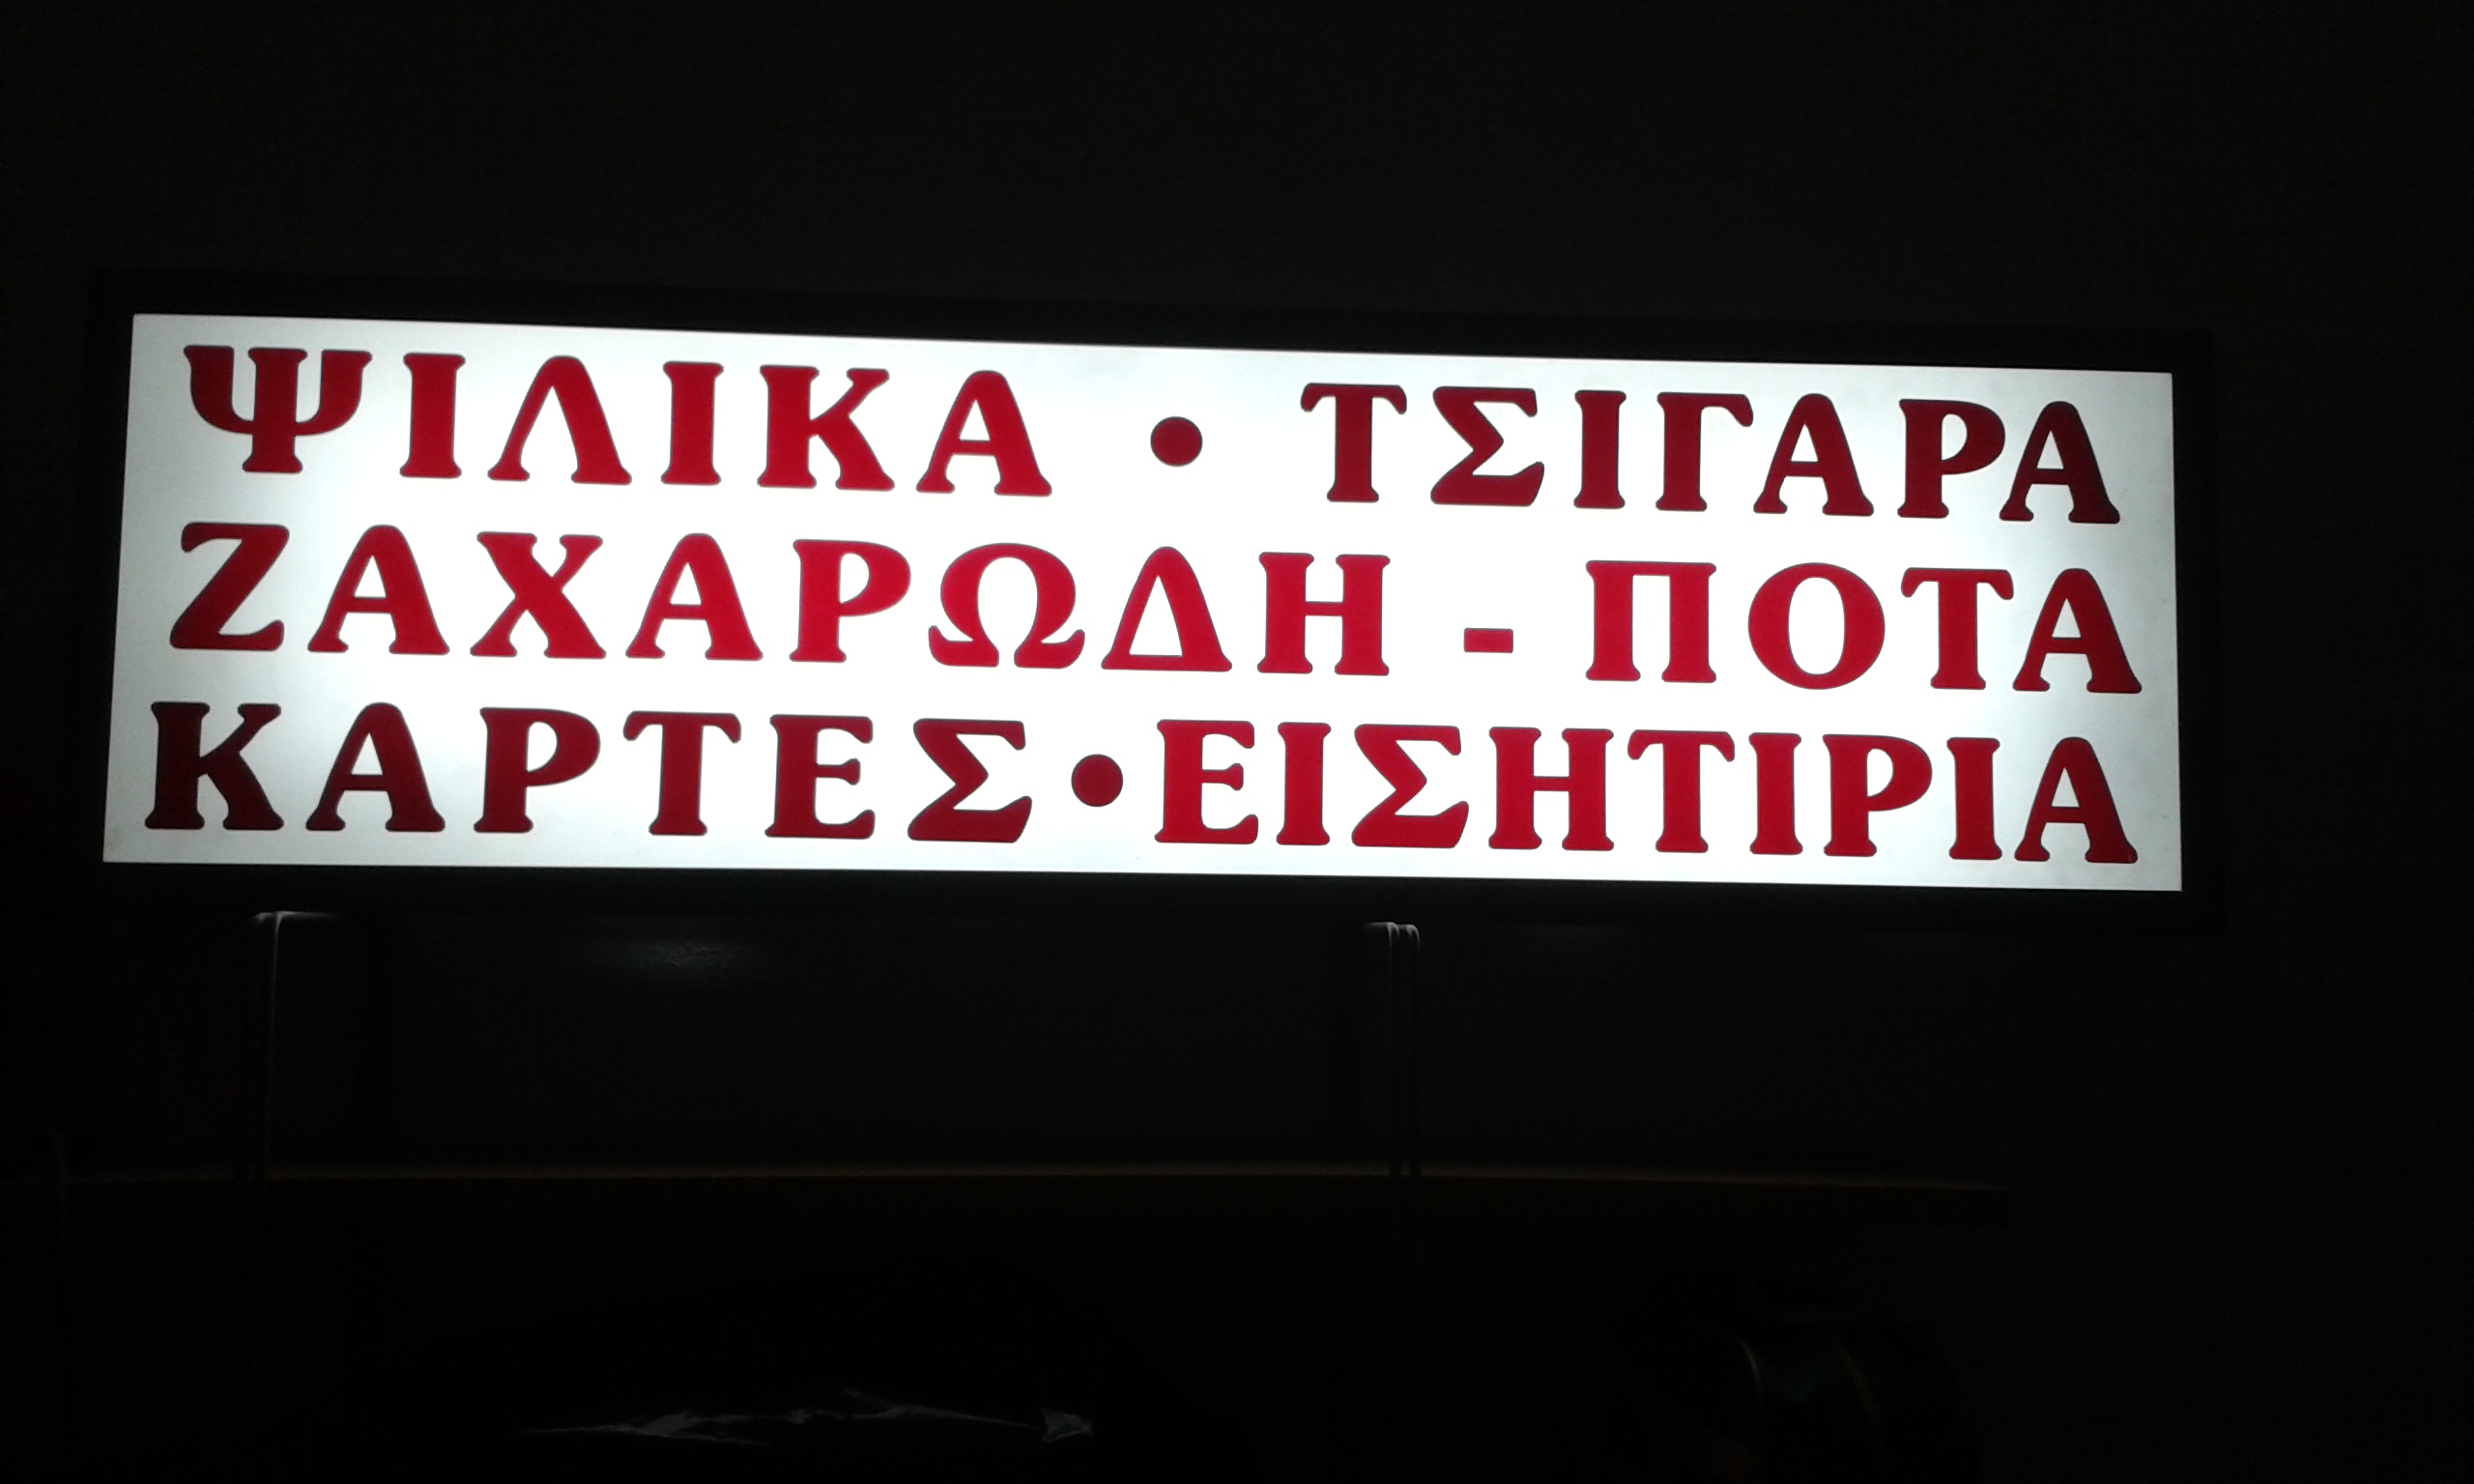 ΨΙΛΙΚΑ • ΤΣΙΓΑΡΑ
ΖΑΧΑΡΩΔΗ - ΠΟΤΑ
ΚΑΡΤΕΣ • ΕΙΣΗΤΙΡΙΑ